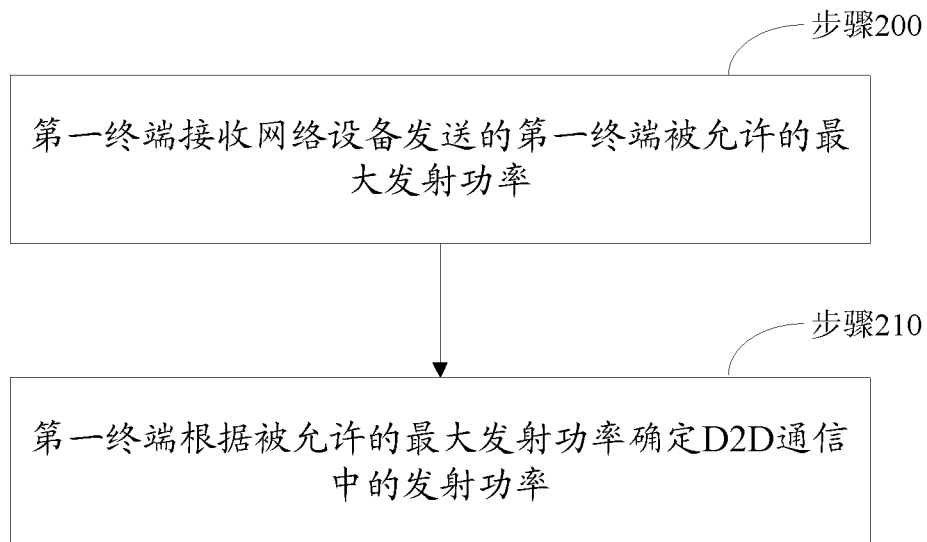 步骤200
第一终端接收网络设备发送的第一终端被允许的最
大发射功率
步骤210
第一终端根据被允许的最大发射功率确定D2D通信
中的发射功率